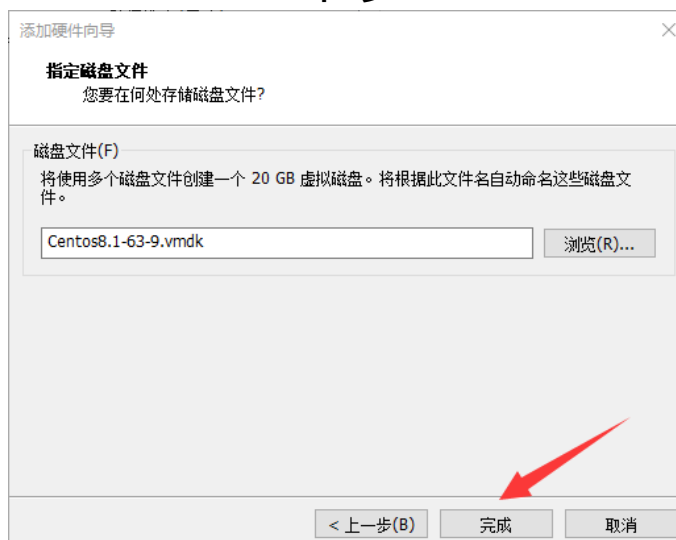 添加硬件向导
指定磁盘文件
您要在何处存储磁盘文件?
磁盘文件(F)
将使用多个磁盘文件创建一个 20 GB 虚拟磁盘。将根据此文件名自动命名这些磁盘文
件。
Centos8.1-63-9.vmdk
浏览(R)...
< 上一步(B)
完成
取消